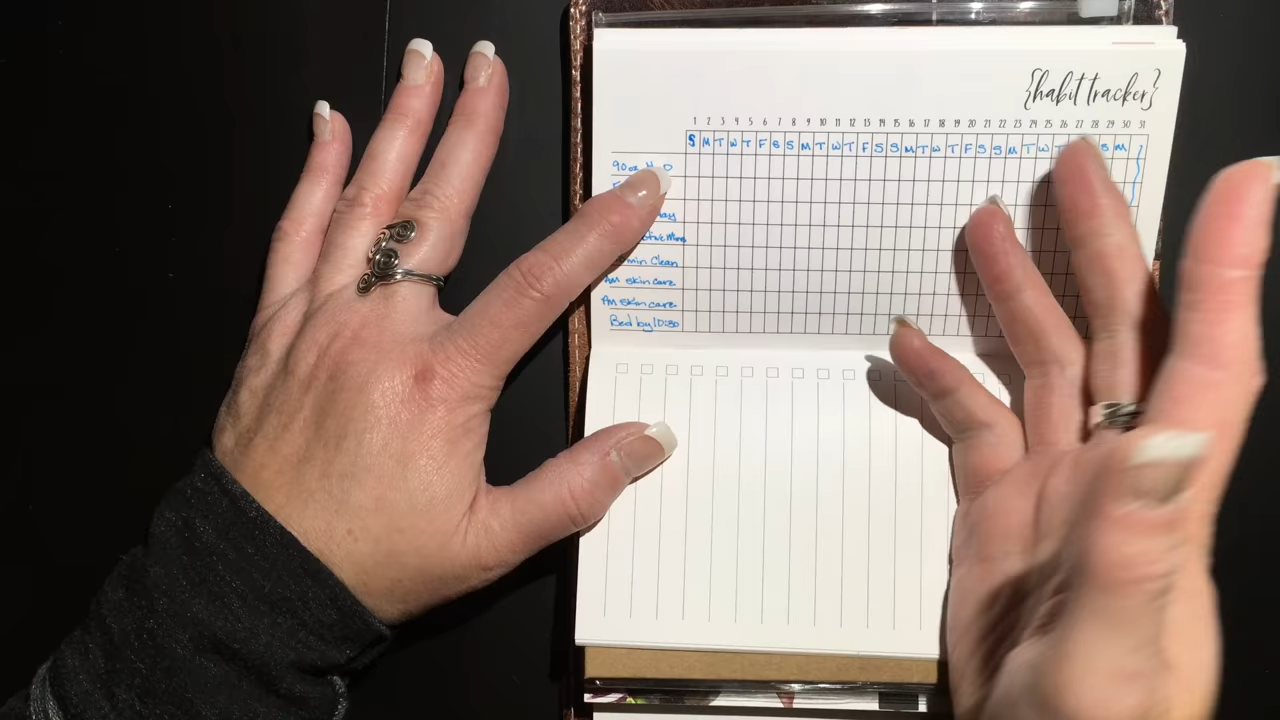 {habit tracker}
1 2 3 4 5 6 7 8 9 10 11 12 13 14 15 16 17 18 19 20 21 22 23 24 25 26 27 28 29 30 31
S M T W T F S S M T W T F S S M T W T F S S M T W T S M
90 oz
min Clean
AM skin care
PM skin care
Bed by 10:30